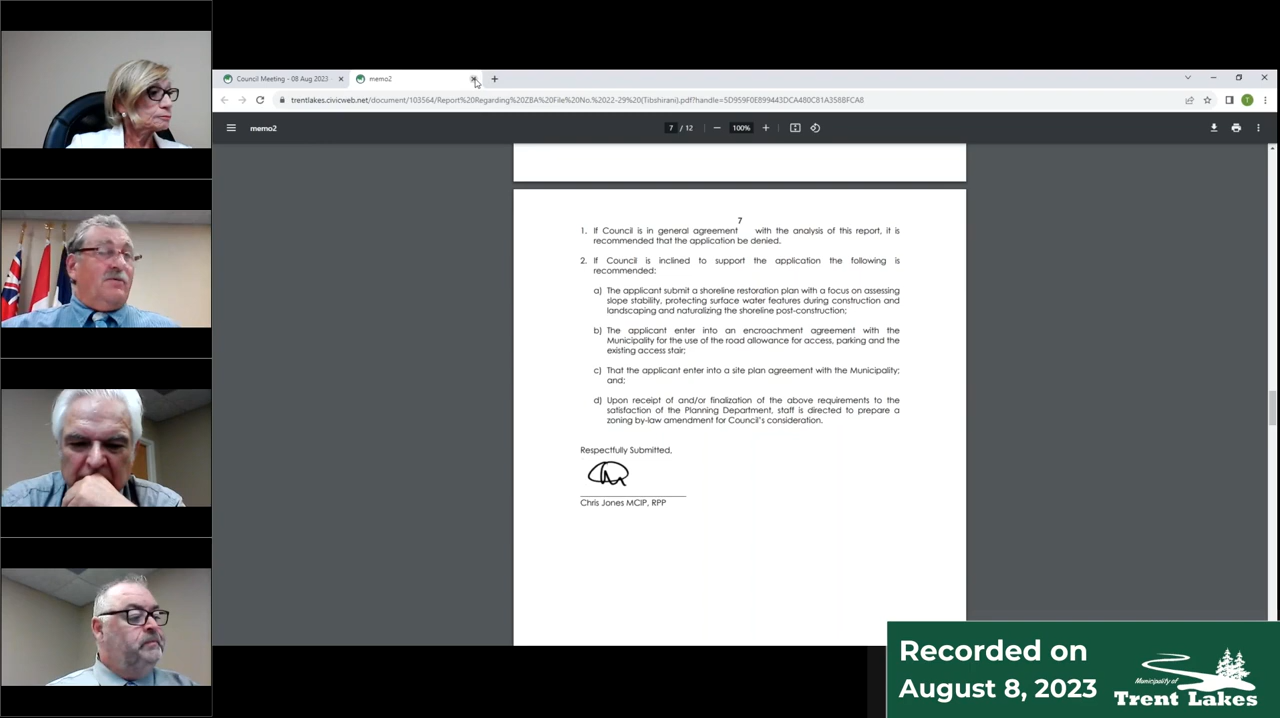 Council Meeting - 08 Aug 2023
memo2
trentlakes.civicweb.net/document/103564/Report%20Regarding%20ZBA%20File%20No.%202022-29%20(Tibshirani).pdf?handle=5D959F0E899443DCA480C81A358BFCA8
T
memo2
7 / 12
100%
7
1. If Council is in general agreement with the analysis of this report, it is
recommended that the application be denied.
2. If Council is inclined to support the application the following is
recommended:
a) The applicant submit a shoreline restoration plan with a focus on assessing
slope stability, protecting surface water features during construction and
landscaping and naturalizing the shoreline post-construction;
b) The applicant enter into an encroachment agreement with the
Municipality for the use of the road allowance for access, parking and the
existing access stair;
c) That the applicant enter into a site plan agreement with the Municipality;
and;
d) Upon receipt of and/or finalization of the above requirements to the
satisfaction of the Planning Department, staff is directed to prepare a
zoning by-law amendment for Council's consideration.
Respectfully Submitted,
Chris Jones MCIP, RPP
Recorded on
August 8, 2023
Municipality of
Trent Lakes